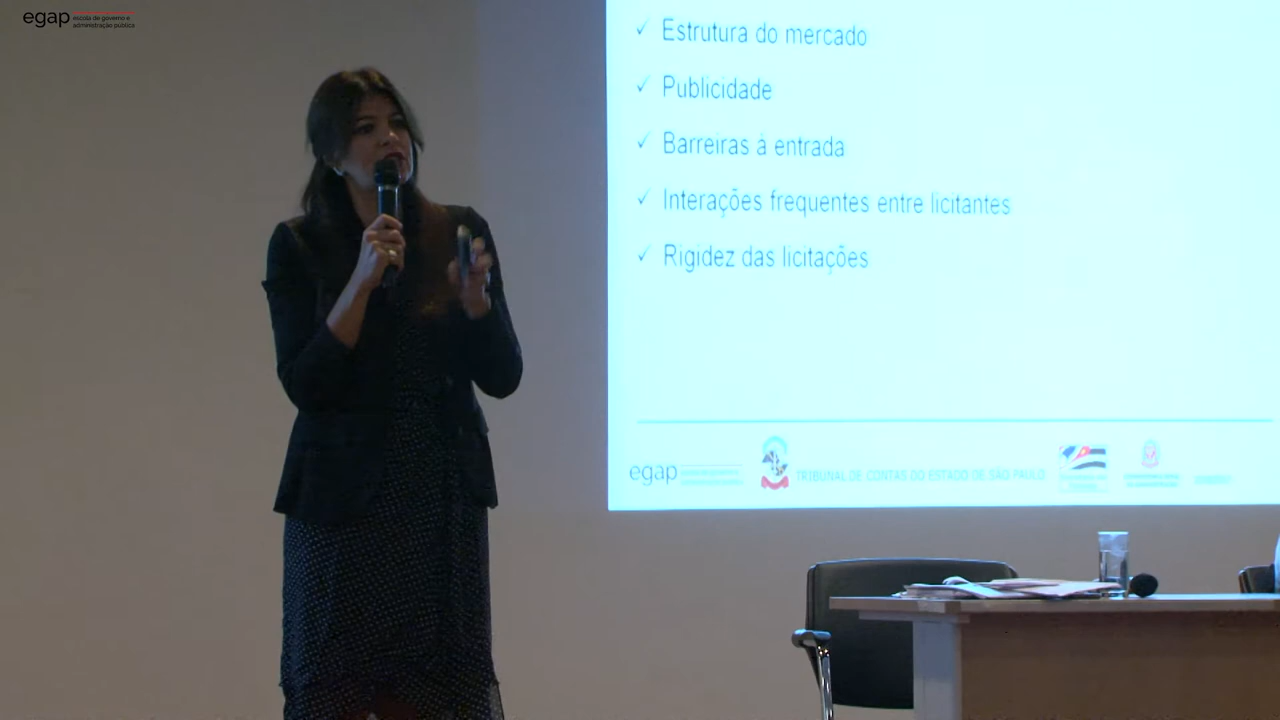 egap escola de governo e
administração pública
Estrutura do mercado
Publicidade
Barreiras à entrada
Interações frequentes entre licitantes
Rigidez das licitações
egap
TRIBUNAL DE CONTAS DO ESTADO DE SÃO PAULO